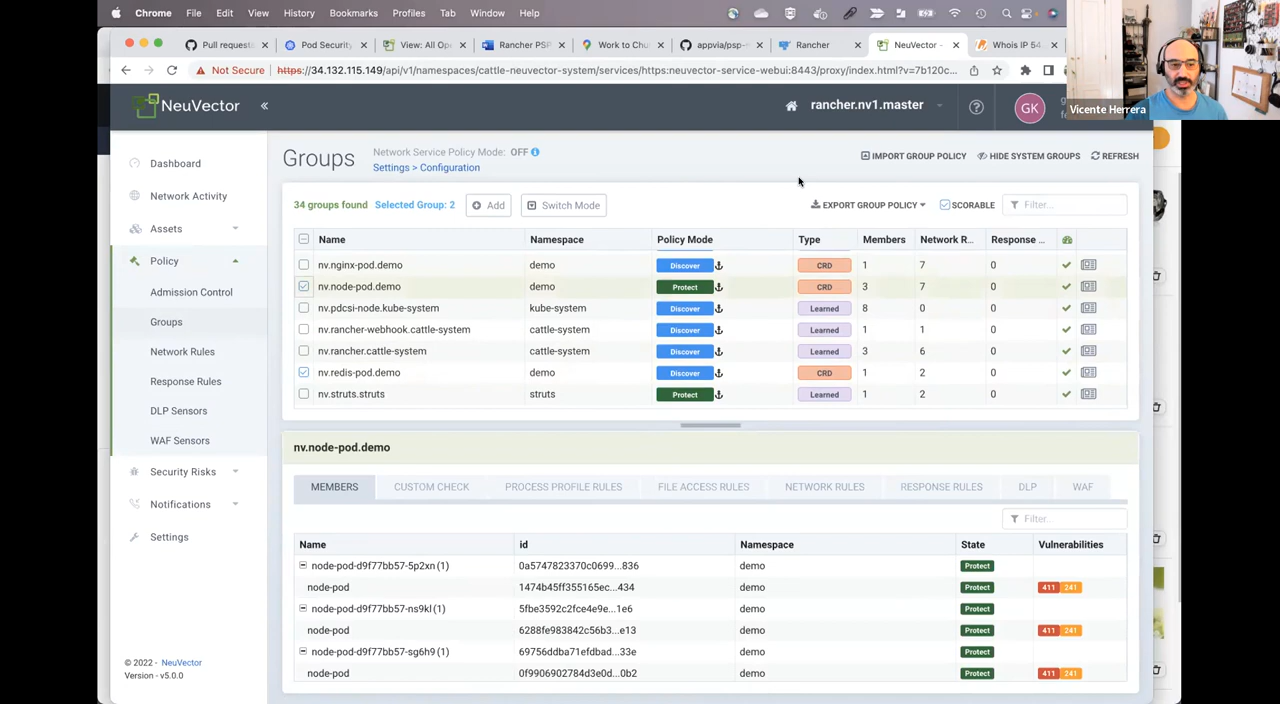 Chrome File Edit View History Bookmarks Profiles Tab Window Help
Pull request Pod Security View: All Op Rancher PSP Work to Chu appvia/psp- Rancher NeuVector - Whois IP 54
Not Secure https://34.132.115.149/api/v1/namespaces/cattle-neuvector-system/services/https:neuvector-service-webui:8443/proxy/index.html?v=7b120c...
Vicente Herrera
NeuVector
rancher.nv1.master
GK
Dashboard
Network Activity
Assets
Policy
Admission Control
Groups
Network Rules
Response Rules
DLP Sensors
WAF Sensors
Security Risks
Notifications
Settings
© 2022 - NeuVector
Version - v5.0.0
Groups
Network Service Policy Mode: OFF
Settings > Configuration
IMPORT GROUP POLICY HIDE SYSTEM GROUPS REFRESH
34 groups found Selected Group: 2 Add Switch Mode EXPORT GROUP POLICY SCORABLE Filter...
Name Namespace Policy Mode Type Members Network R... Response ...
nv.nginx-pod.demo demo Discover CRD 1 7 0
nv.node-pod.demo demo Protect CRD 3 7 0
nv.pdcsi-node.kube-system kube-system Discover Learned 8 0 0
nv.rancher-webhook.cattle-system cattle-system Discover Learned 1 1 0
nv.rancher.cattle-system cattle-system Discover Learned 3 6 0
nv.redis-pod.demo demo Discover CRD 1 2 0
nv.struts.struts struts Protect Learned 1 2 0
nv.node-pod.demo
MEMBERS CUSTOM CHECK PROCESS PROFILE RULES FILE ACCESS RULES NETWORK RULES RESPONSE RULES DLP WAF
Filter...
Name id Namespace State Vulnerabilities
node-pod-d9f77bb57-5p2xn (1) 0a5f47823370c0699...836 demo Protect
node-pod 1474b45ff355165ec...434 demo Protect 411 241
node-pod-d9f77bb57-ns9kl (1) 5fbe3592c2fce4e9e...1e6 demo Protect
node-pod 6288fe983842c56b3...e13 demo Protect 411 241
node-pod-d9f77bb57-sg6h9 (1) 69756ddba71efdbad...33e demo Protect
node-pod 0f9906902784d3e0d...0b2 demo Protect 411 241